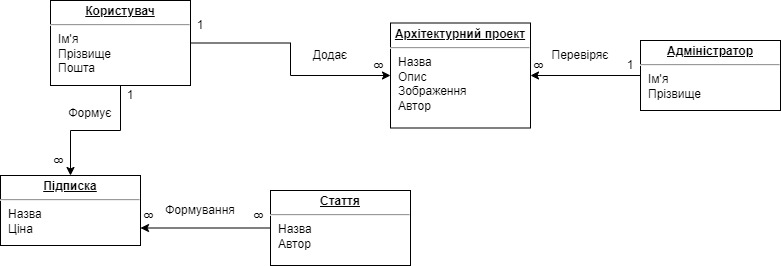 Користувач
Ім'я
Прізвище
Пошта
1
Додає
∞
Архітектурний проект
Назва
Опис
Зображення
Автор
∞
Перевіряє
1
Адміністратор
Ім'я
Прізвище
1
Формує
∞
Підписка
Назва
Ціна
∞
Формування
∞
Стаття
Назва
Автор